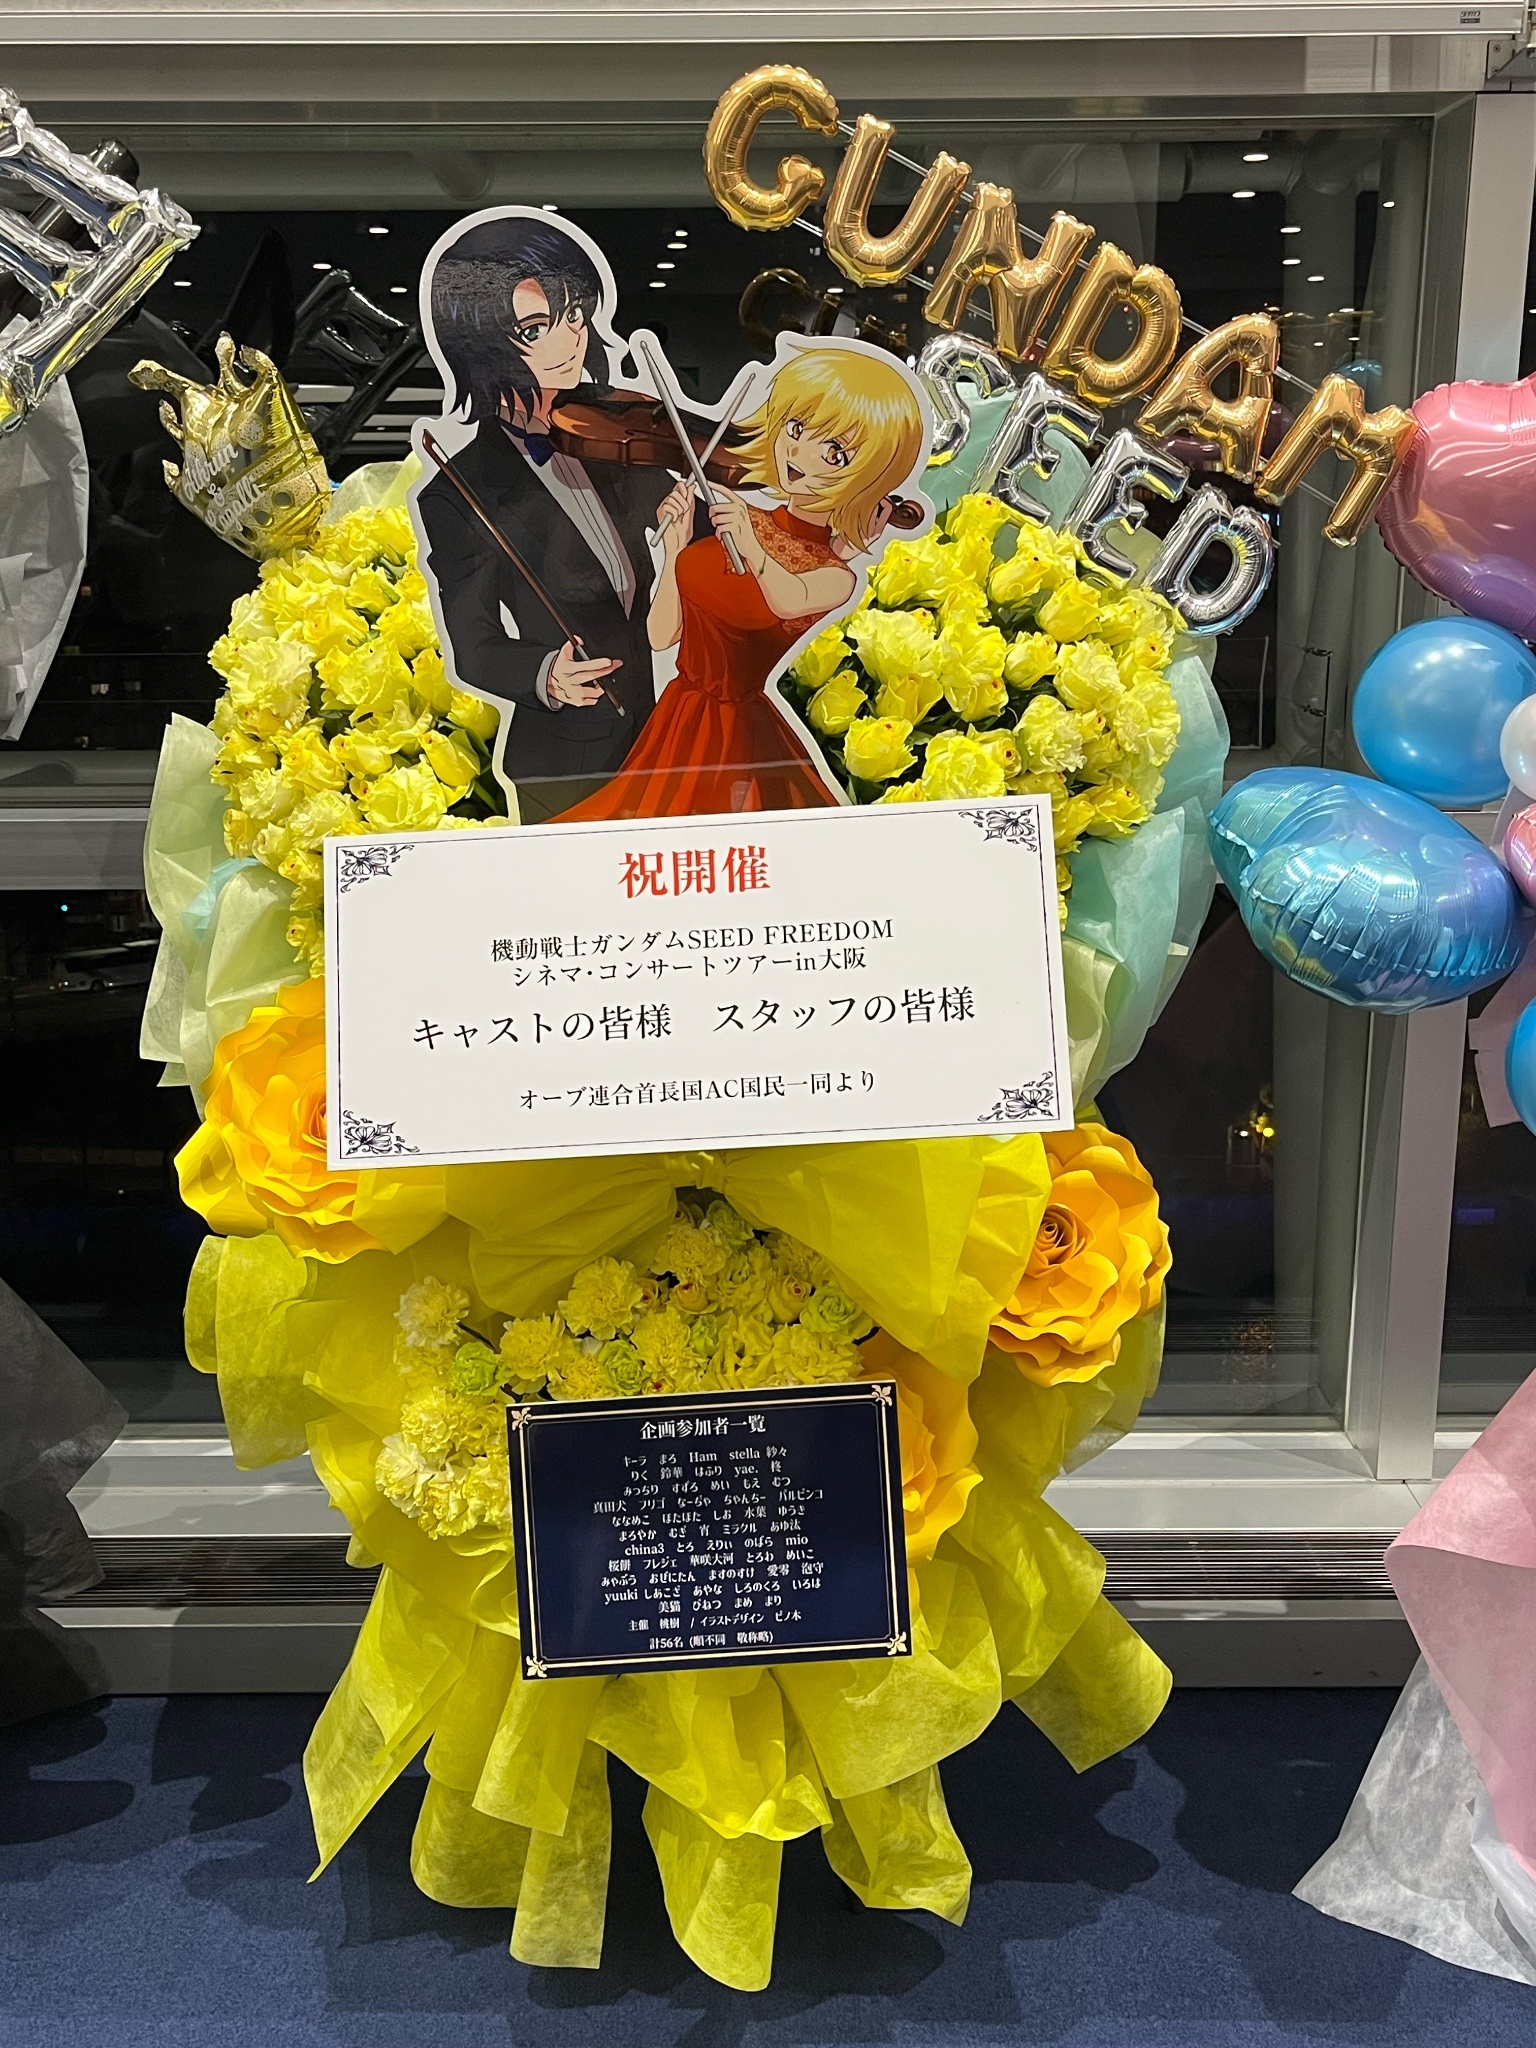 GUNDAM
SEED
Athrun
&
Cagalli
祝開催
機動戦士ガンダムSEED FREEDOM
シネマ・コンサートツアーin大阪
キャストの皆様 スタッフの皆様
オーブ連合首長国AC国民一同より
企画参加者一覧
キーラ まろ Ham stella 紗々
りく 鈴華 はふり yae. 柊
みっちり すずろ めい もえ むつ
真田犬 フリゴ なーぢゃ ちゃんちー パルピンコ
ななめこ ほたほた しお 水葉 ゆうき
まろやか むぎ 宵 ミラクル あゆ汰
china3 とろ えりぃ のばら mio
桜餅 フレジェ 華咲大河 とろわ めいこ
みやぶう おぜにたん ますのすけ 愛零 泡守
yuuki しあこざ あやな しろのくろ いろは
美猫 びねつ まめ まり
主催 桃樹 / イラストデザイン ピノ木
計56名 (順不同 敬称略)